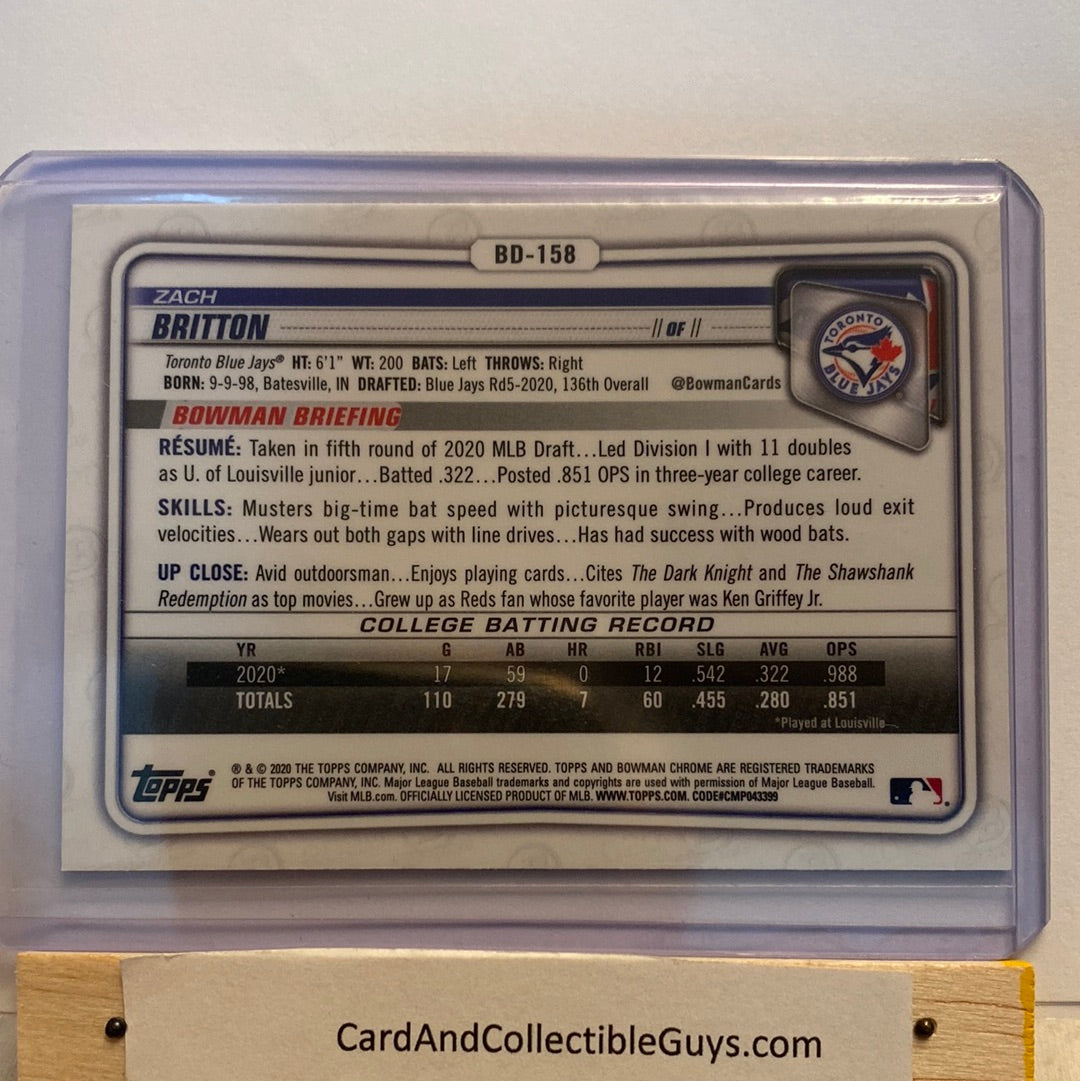 BD-158
ZACH
BRITTON // OF //
TORONTO BLUE JAYS
Toronto Blue Jays® HT: 6'1" WT: 200 BATS: Left THROWS: Right
BORN: 9-9-98, Batesville, IN DRAFTED: Blue Jays Rd5-2020, 136th Overall @BowmanCards
BOWMAN BRIEFING
RÉSUMÉ: Taken in fifth round of 2020 MLB Draft...Led Division I with 11 doubles
as U. of Louisville junior...Batted .322...Posted .851 OPS in three-year college career.
SKILLS: Musters big-time bat speed with picturesque swing...Produces loud exit
velocities...Wears out both gaps with line drives...Has had success with wood bats.
UP CLOSE: Avid outdoorsman...Enjoys playing cards...Cites The Dark Knight and The Shawshank
Redemption as top movies...Grew up as Reds fan whose favorite player was Ken Griffey Jr.
COLLEGE BATTING RECORD
YR G AB HR RBI SLG AVG OPS
2020* 17 59 0 12 .542 .322 .988
TOTALS 110 279 7 60 .455 .280 .851
*Played at Louisville
Topps®
® & © 2020 THE TOPPS COMPANY, INC. ALL RIGHTS RESERVED. TOPPS AND BOWMAN CHROME ARE REGISTERED TRADEMARKS
OF THE TOPPS COMPANY, INC. Major League Baseball trademarks and copyrights are used with permission of Major League Baseball.
Visit MLB.com. OFFICIALLY LICENSED PRODUCT OF MLB. WWW.TOPPS.COM. CODE#CMP043399
CardAndCollectibleGuys.com